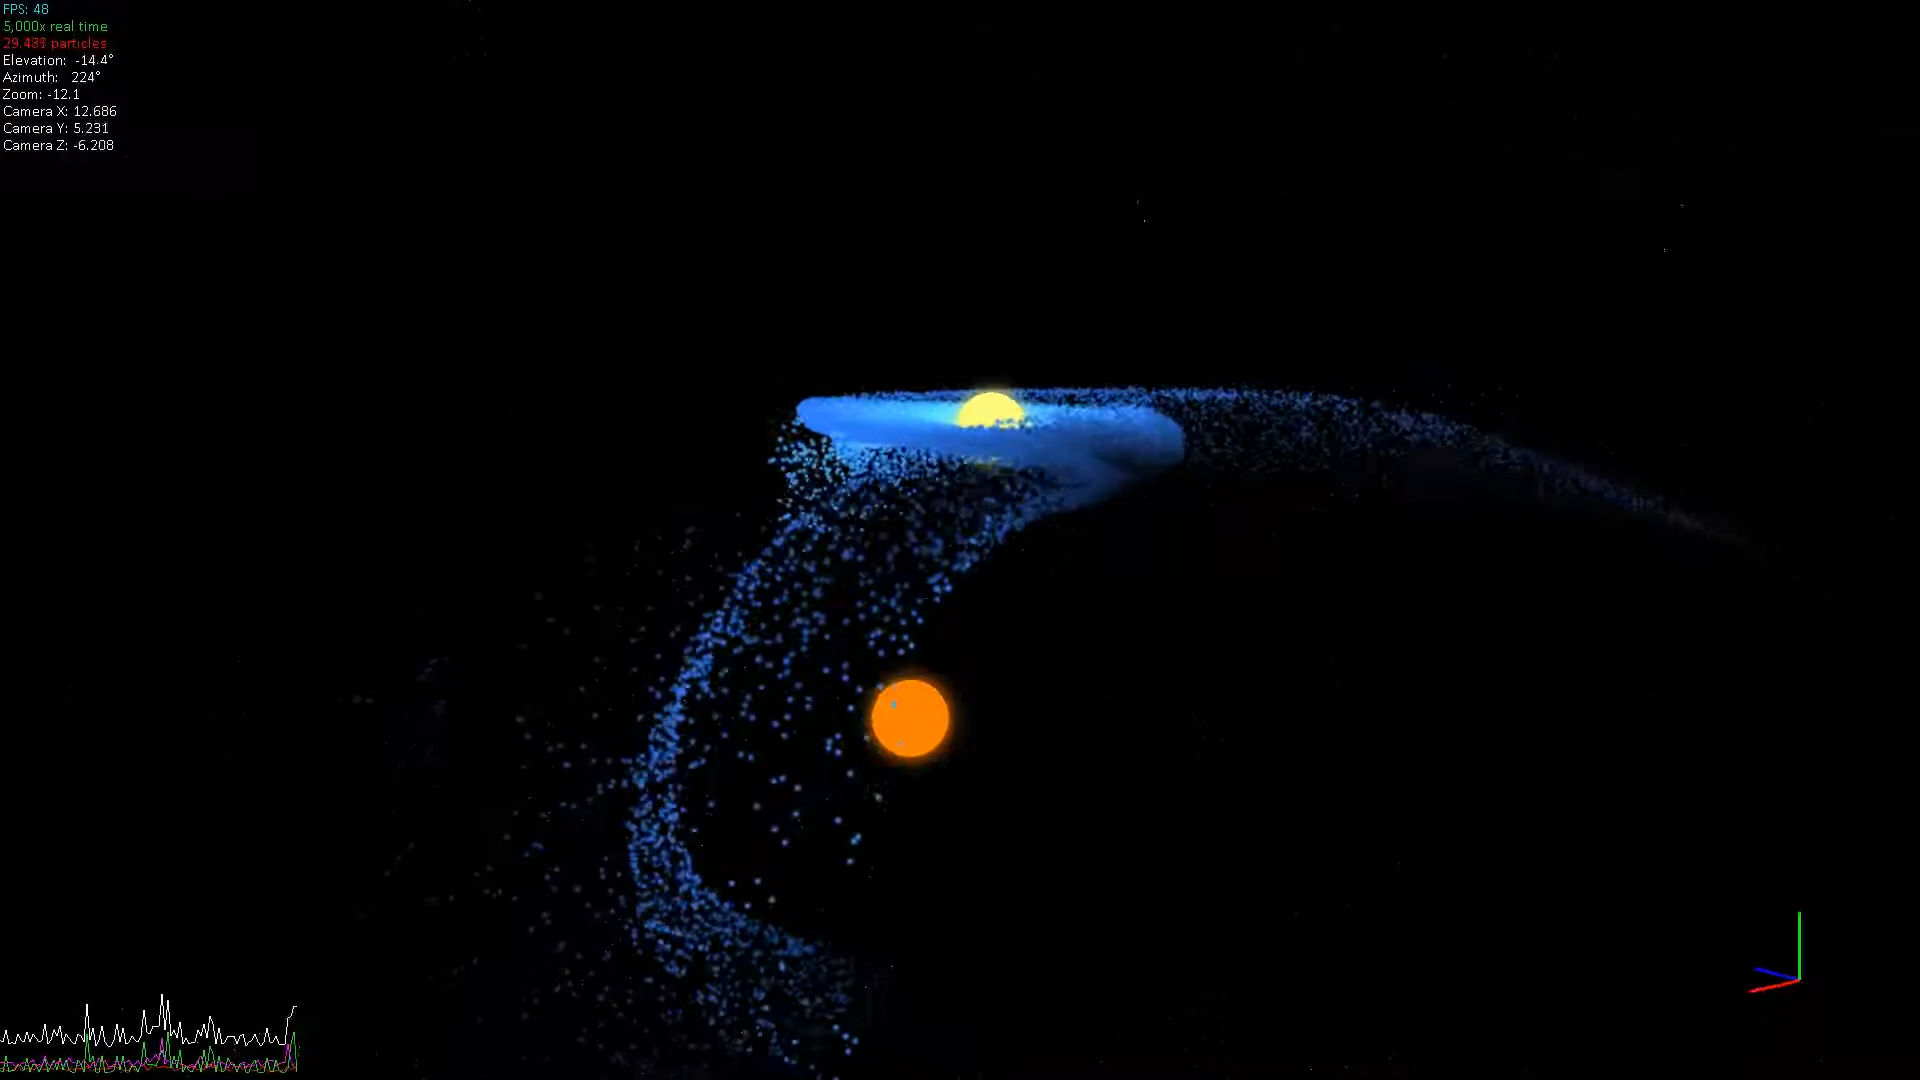 FPS: 48
5,000x real time
particles
Elevation: -14.4°
Azimuth: 224°
Zoom: -12.1
Camera X: 12.686
Camera Y: 5.231
Camera Z: -6.208